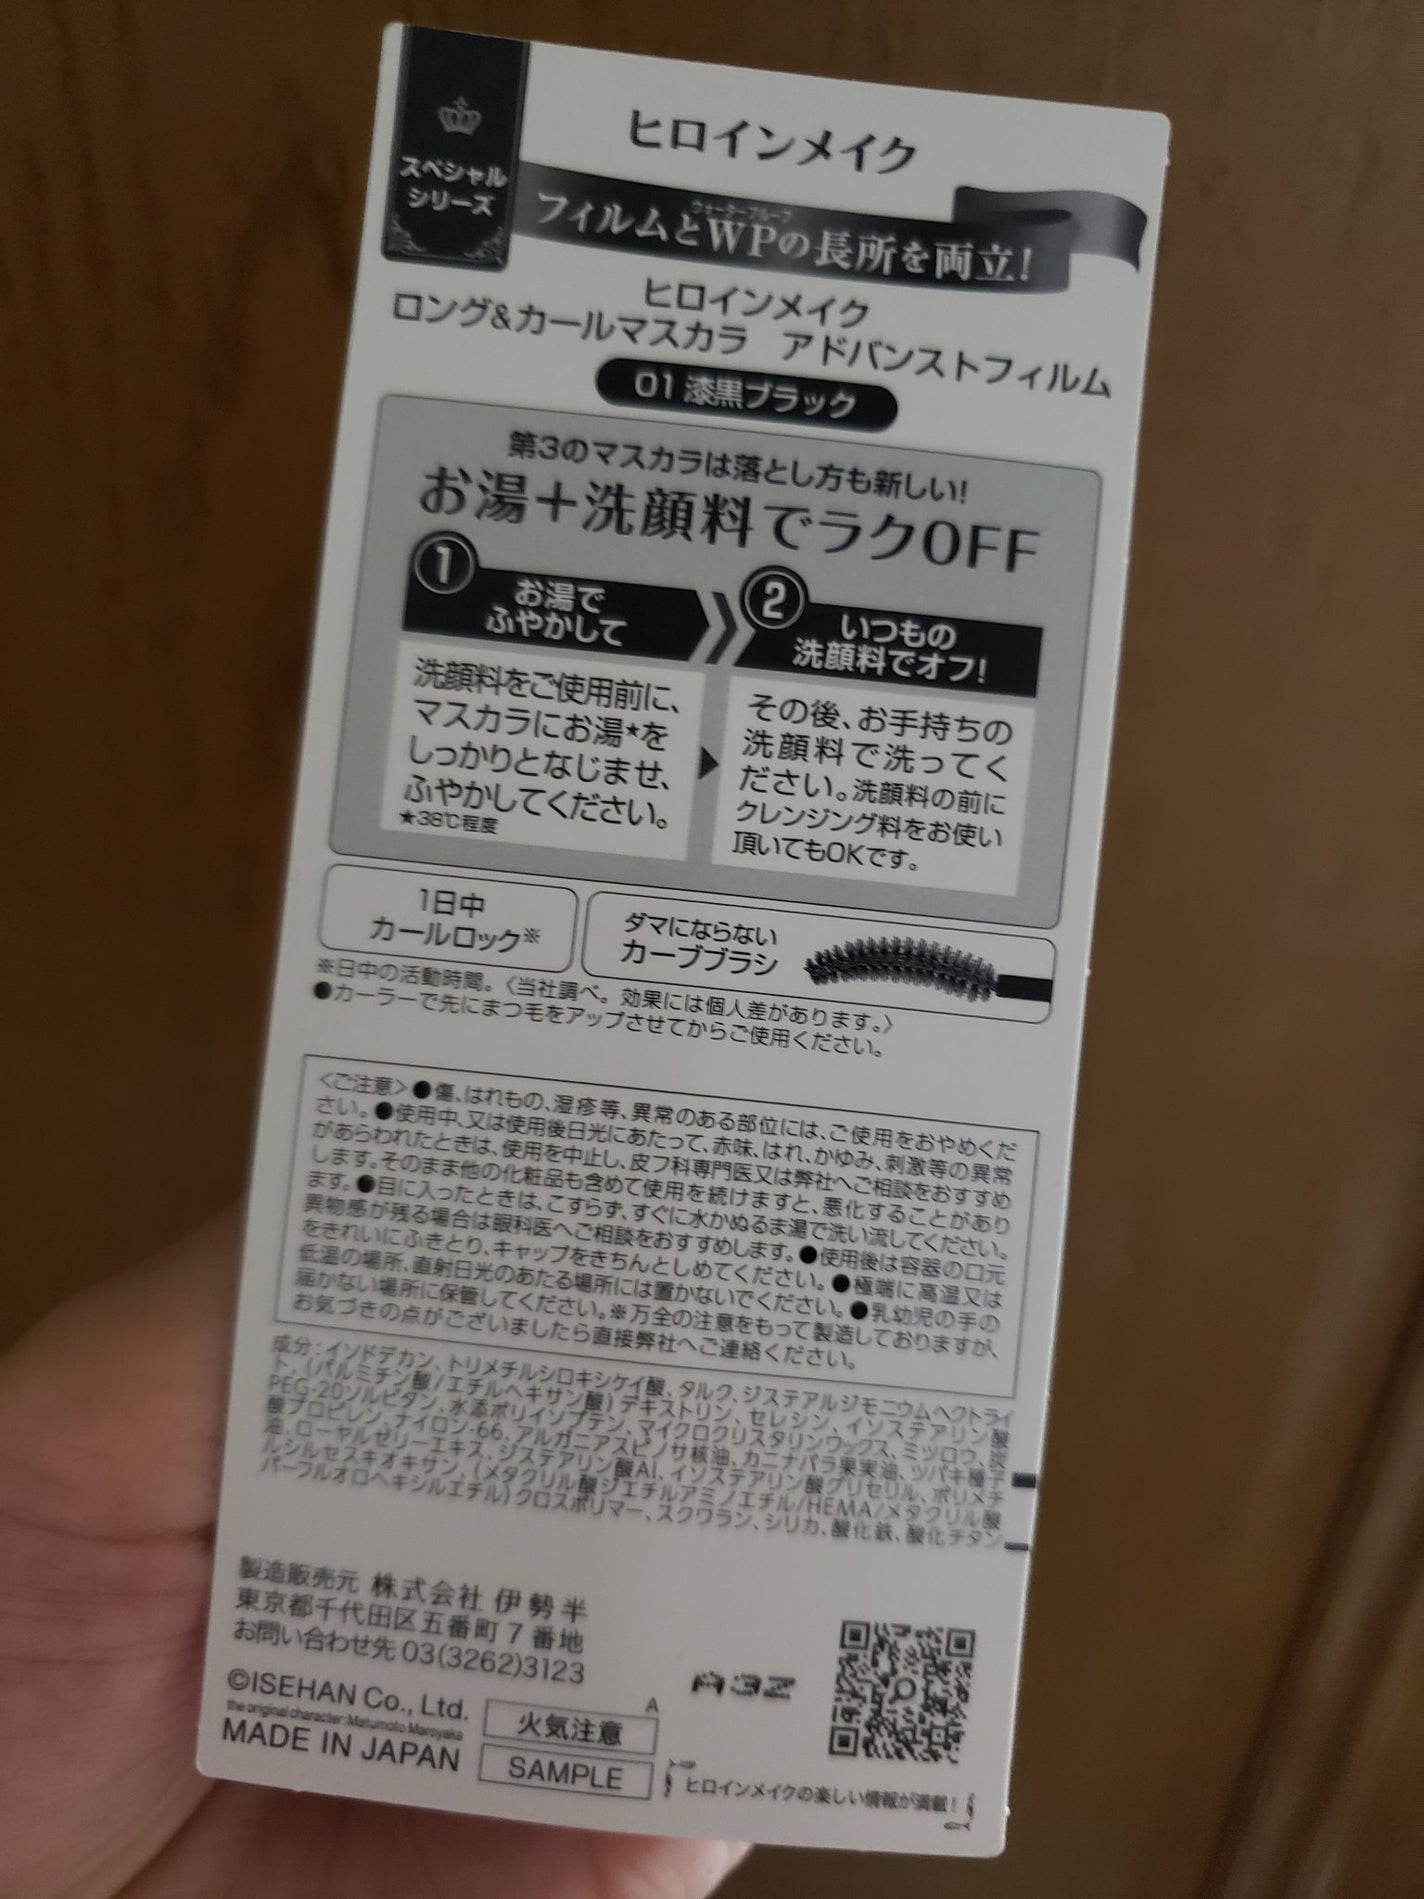 スペシャル
シリーズ
ヒロインメイク
ウォータープルーフ
フィルムとWPの長所を両立!
ヒロインメイク
ロング&カールマスカラ アドバンストフィルム
01 漆黒ブラック
第3のマスカラは落とし方も新しい!
お湯+洗顔料でラクOFF
1 お湯で
ふやかして
洗顔料をご使用前に、
マスカラにお湯★を
しっかりとなじませ、
ふやかしてください。
★38℃程度
2 いつもの
洗顔料でオフ!
その後、お手持ちの
洗顔料で洗ってく
ださい。洗顔料の前に
クレンジング料をお使い
頂いてもOKです。
1日中
カールロック※
ダマにならない
カーブブラシ
※日中の活動時間。〈当社調べ。効果には個人差があります。〉
●カーラーで先にまつ毛をアップさせてからご使用ください。
〈ご注意〉●傷、はれもの、湿疹等、異常のある部位には、ご使用をおやめくだ
さい。●使用中、又は使用後日光にあたって、赤味、はれ、かゆみ、刺激等の異常
があらわれたときは、使用を中止し、皮フ科専門医又は弊社へご相談をおすすめ
します。そのまま他の化粧品も含めて使用を続けますと、悪化することがあり
ます。●目に入ったときは、こすらず、すぐに水かぬるま湯で洗い流してください。
異物感が残る場合は眼科医へご相談をおすすめします。●使用後は容器の口元
をきれいにふきとり、キャップをきちんとしめてください。●極端に高温又は
低温の場所、直射日光のあたる場所には置かないでください。●乳幼児の手の
届かない場所に保管してください。※万全の注意をもって製造しておりますが、
お気づきの点がございましたら直接弊社へご連絡ください。
成分:イソドデカン、トリメチルシロキシケイ酸、タルク、ジステアルジモニウムヘクトライ
ト、(パルミチン酸/エチルヘキサン酸)デキストリン、セレシン、イソステアリン酸
PEG-20ソルビタン、水添ポリイソブテン、マイクロクリスタリンワックス、ミツロウ、炭
酸プロピレン、ナイロン-66、アルガニアスピノサ核油、カニナバラ果実油、ツバキ種子
油、ローヤルゼリーエキス、ジステアリン酸Al、イソステアリン酸グリセリル、ポリメチ
ルシルセスキオキサン、(メタクリル酸ジエチルアミノエチル/HEMA/メタクリル酸
パーフルオロヘキシルエチル)クロスポリマー、スクワラン、シリカ、酸化鉄、酸化チタン
製造販売元 株式会社 伊勢半
東京都千代田区五番町7番地
お問い合わせ先 03(3262)3123
©ISEHAN Co., Ltd.
the original character:Matumoto Maroyaka
MADE IN JAPAN
A
火気注意
SAMPLE
A3Z
ヒロインメイクの楽しい情報が満載!